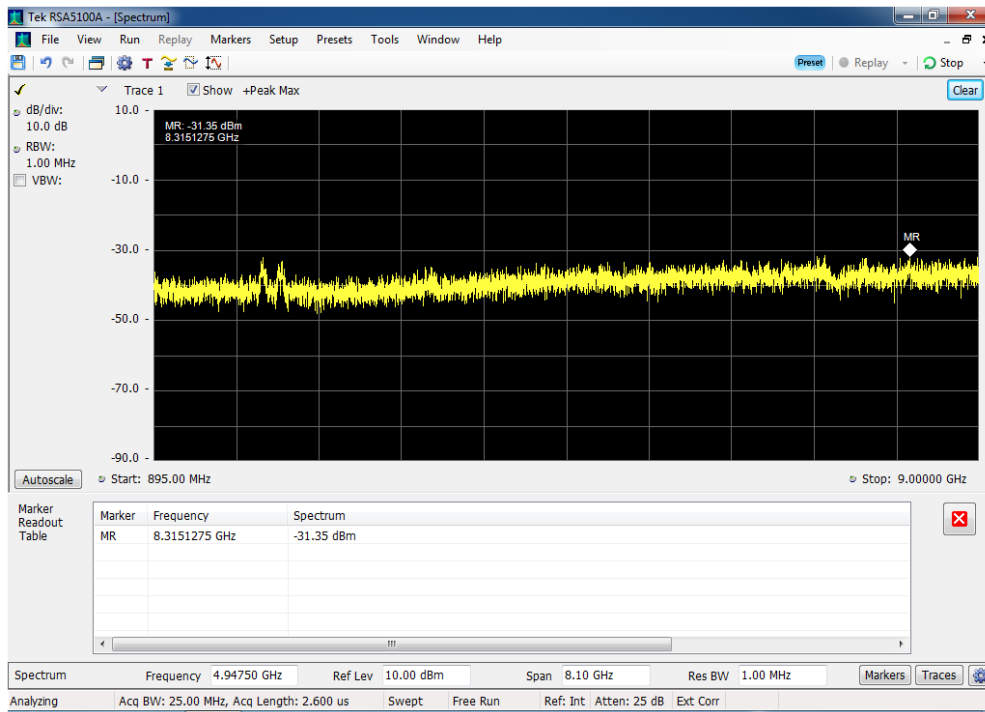 Tek RSA5100A - [Spectrum]
File View Run Replay Markers Setup Presets Tools Window Help
T Preset Replay Stop
Trace 1 Show +Peak Max Clear
dB/div:
10.0 dB
RBW:
1.00 MHz
VBW:
10.0
-10.0
-30.0
-50.0
-70.0
-90.0
MR: -31.35 dBm
8.3151275 GHz
MR
Autoscale Start: 895.00 MHz Stop: 9.00000 GHz
Marker
Readout
Table
Marker Frequency Spectrum
MR 8.3151275 GHz -31.35 dBm
Spectrum Frequency 4.94750 GHz Ref Lev 10.00 dBm Span 8.10 GHz Res BW 1.00 MHz Markers Traces
Analyzing Acq BW: 25.00 MHz, Acq Length: 2.600 us Swept Free Run Ref: Int Atten: 25 dB Ext Corr